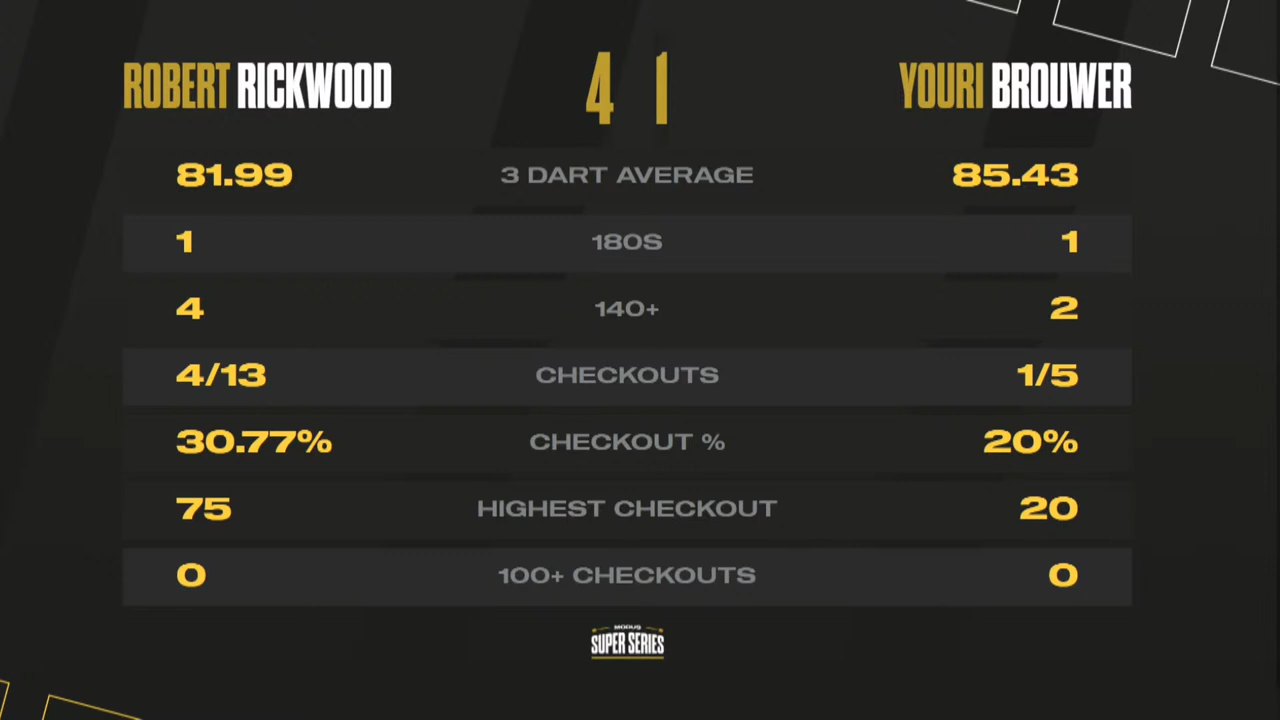 ROBERT RICKWOOD 4 1 YOURI BROUWER
81.99 3 DART AVERAGE 85.43
1 180S 1
4 140+ 2
4/13 CHECKOUTS 1/5
30.77% CHECKOUT % 20%
75 HIGHEST CHECKOUT 20
0 100+ CHECKOUTS 0
MODUS
SUPER SERIES